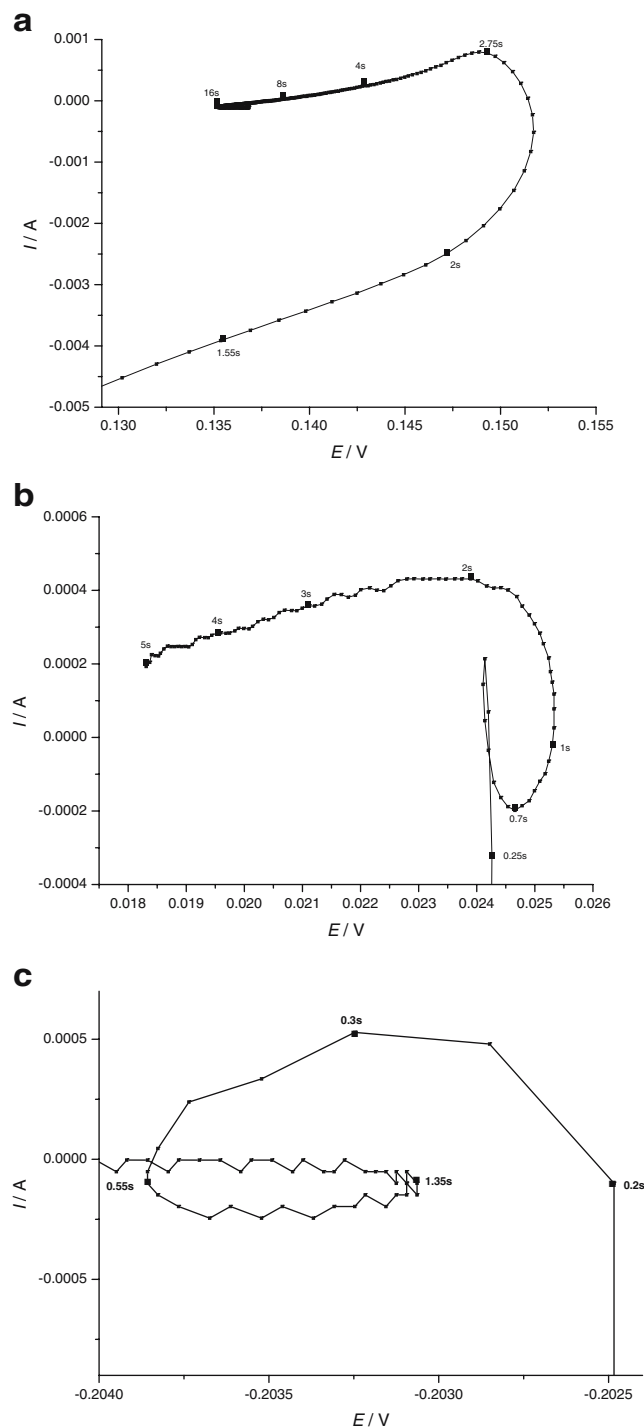 a
0.001
0.000
-0.001
-0.002
-0.003
-0.004
-0.005
I / A
16s
8s
4s
2.75s
2s
1.55s
0.130
0.135
0.140
0.145
0.150
0.155
E / V
b
0.0006
0.0004
0.0002
0.0000
-0.0002
-0.0004
I / A
5s
4s
3s
2s
1s
0.7s
0.25s
0.018
0.019
0.020
0.021
0.022
0.023
0.024
0.025
0.026
E / V
c
0.0005
0.0000
-0.0005
I / A
0.3s
0.55s
1.35s
0.2s
-0.2040
-0.2035
-0.2030
-0.2025
E / V